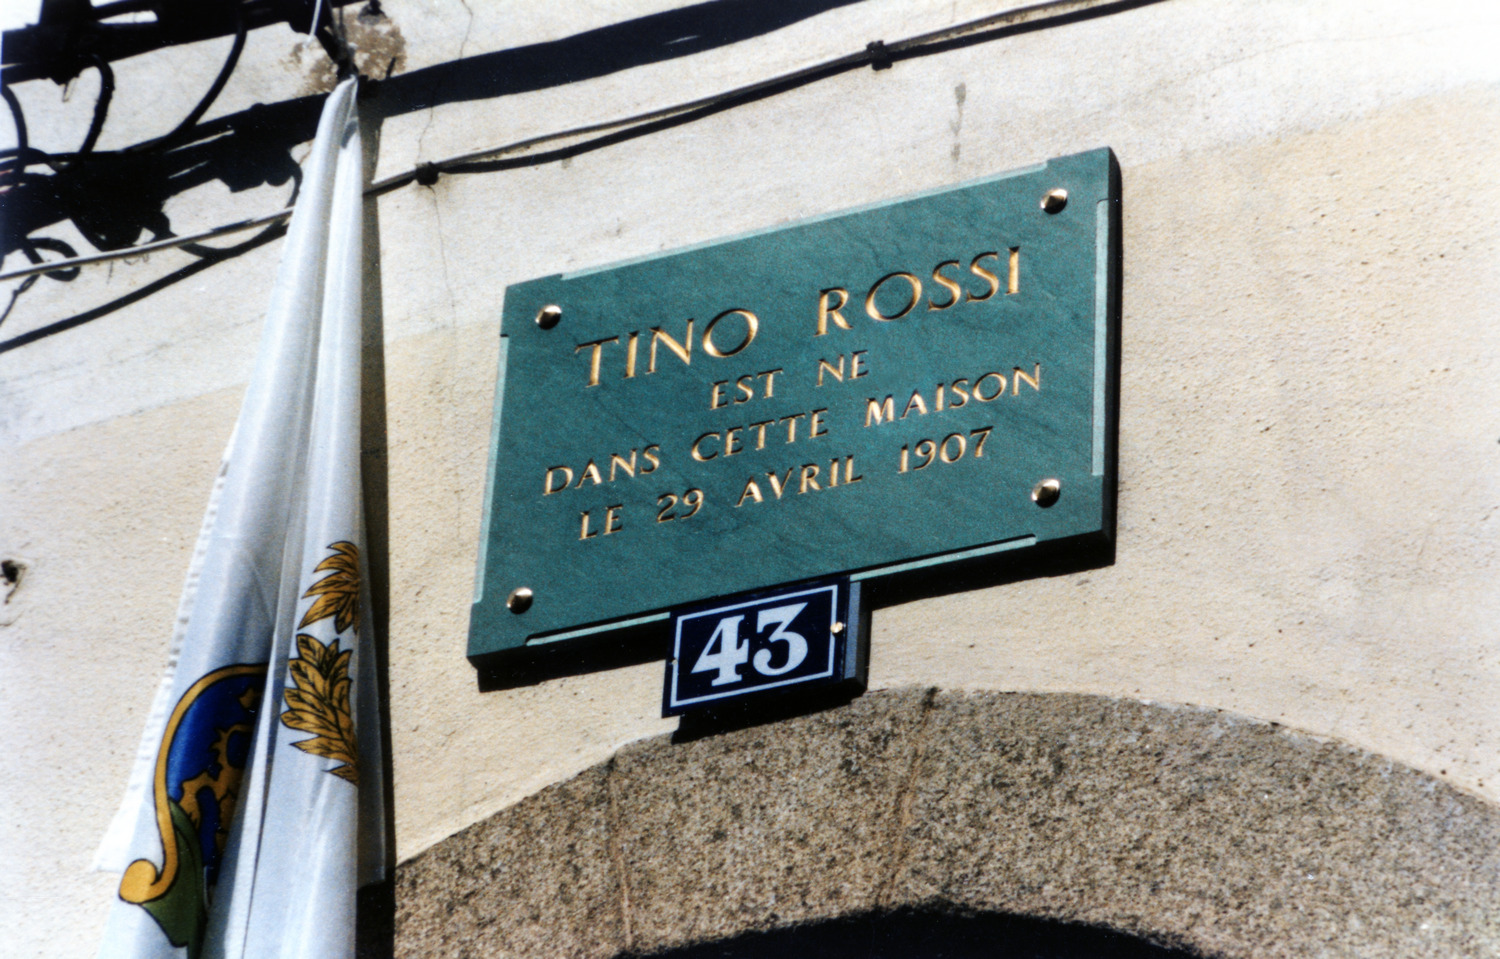 TINO ROSSI
EST NE
DANS CETTE MAISON
LE 29 AVRIL 1907
43